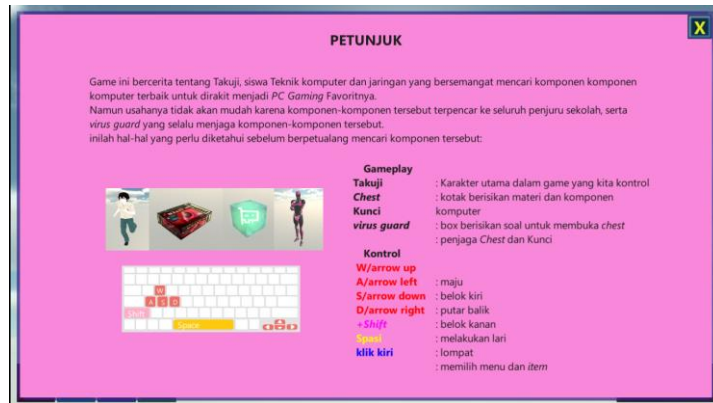 X
PETUNJUK
Game ini bercerita tentang Takuji, siswa Teknik komputer dan jaringan yang bersemangat mencari komponen komponen
komputer terbaik untuk dirakit menjadi PC Gaming Favoritnya.
Namun usahanya tidak akan mudah karena komponen-komponen tersebut terpencar ke seluruh penjuru sekolah, serta
virus guard yang selalu menjaga komponen-komponen tersebut.
inilah hal-hal yang perlu diketahui sebelum berpetualang mencari komponen tersebut:
Gameplay
Takuji : Karakter utama dalam game yang kita kontrol
Chest : kotak berisikan materi dan komponen
Kunci komputer
virus guard : box berisikan soal untuk membuka chest
: penjaga Chest dan Kunci
Kontrol
W/arrow up
A/arrow left : maju
S/arrow down : belok kiri
D/arrow right : putar balik
+Shift : belok kanan
Spasi : melakukan lari
klik kiri : lompat
: memilih menu dan item
W
A S D
Shift
Space